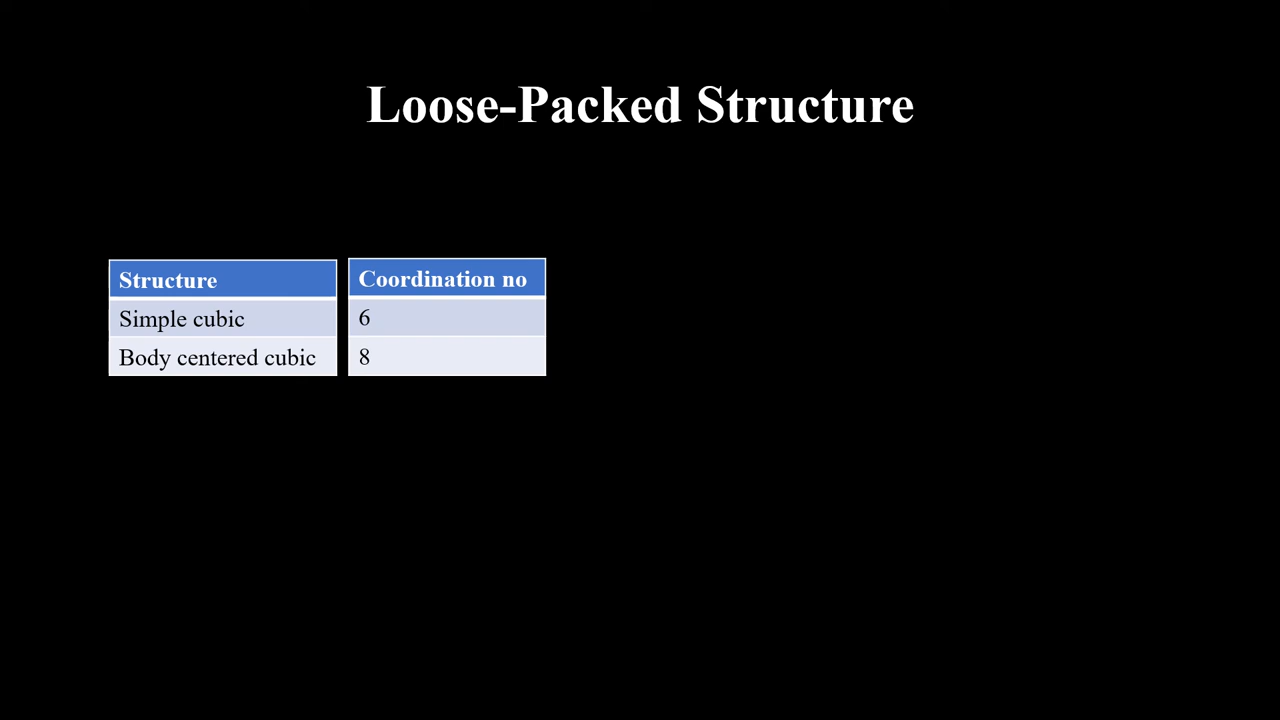 Loose-Packed Structure
Structure Coordination no
Simple cubic 6
Body centered cubic 8